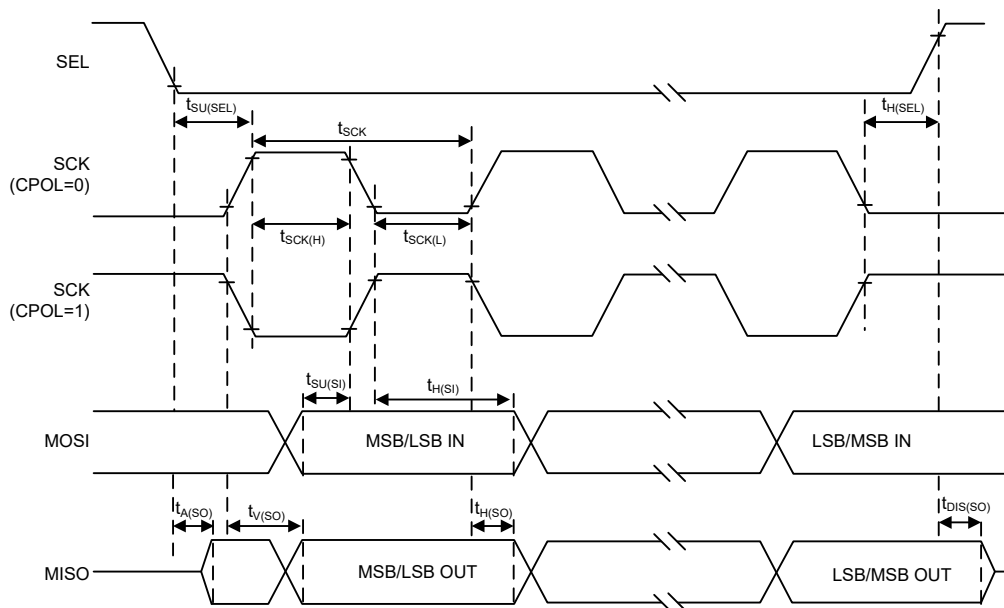 SEL
tSU(SEL)
tH(SEL)
tSCK
SCK
(CPOL=0)
tSCK(H)
tSCK(L)
SCK
(CPOL=1)
tSU(SI)
tH(SI)
MOSI
MSB/LSB IN
LSB/MSB IN
tA(SO)
tV(SO)
tH(SO)
tDIS(SO)
MISO
MSB/LSB OUT
LSB/MSB OUT